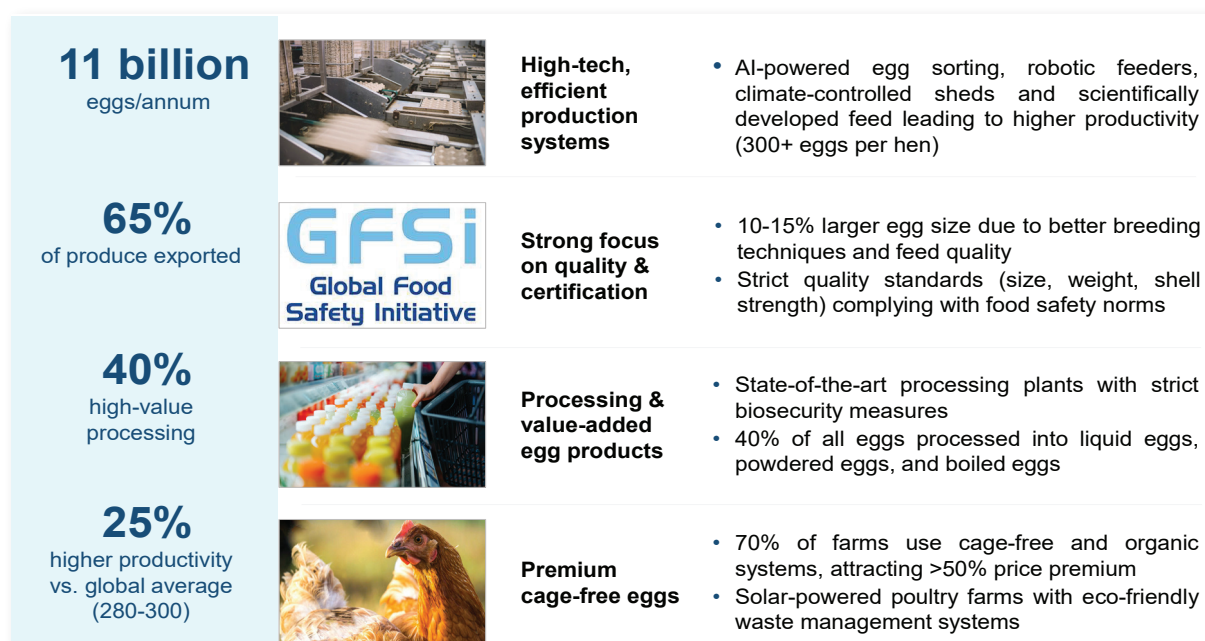 11 billion
eggs/annum
High-tech,
efficient
production
systems
• AI-powered egg sorting, robotic feeders,
climate-controlled sheds and scientifically
developed feed leading to higher productivity
(300+ eggs per hen)
65%
of produce exported
GFSi
Global Food
Safety Initiative
Strong focus
on quality &
certification
• 10-15% larger egg size due to better breeding
techniques and feed quality
• Strict quality standards (size, weight, shell
strength) complying with food safety norms
40%
high-value
processing
Processing &
value-added
egg products
• State-of-the-art processing plants with strict
biosecurity measures
• 40% of all eggs processed into liquid eggs,
powdered eggs, and boiled eggs
25%
higher productivity
vs. global average
(280-300)
Premium
cage-free eggs
• 70% of farms use cage-free and organic
systems, attracting >50% price premium
• Solar-powered poultry farms with eco-friendly
waste management systems